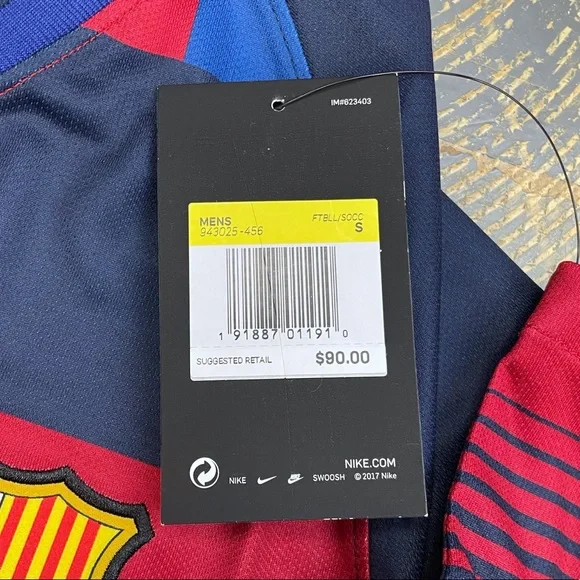 IM#623403
MENS FTBLL/SOCC
943025-456 S
1 91887 01191 0
SUGGESTED RETAIL $90.00
NIKE.COM
NIKE SWOOSH © 2017 Nike